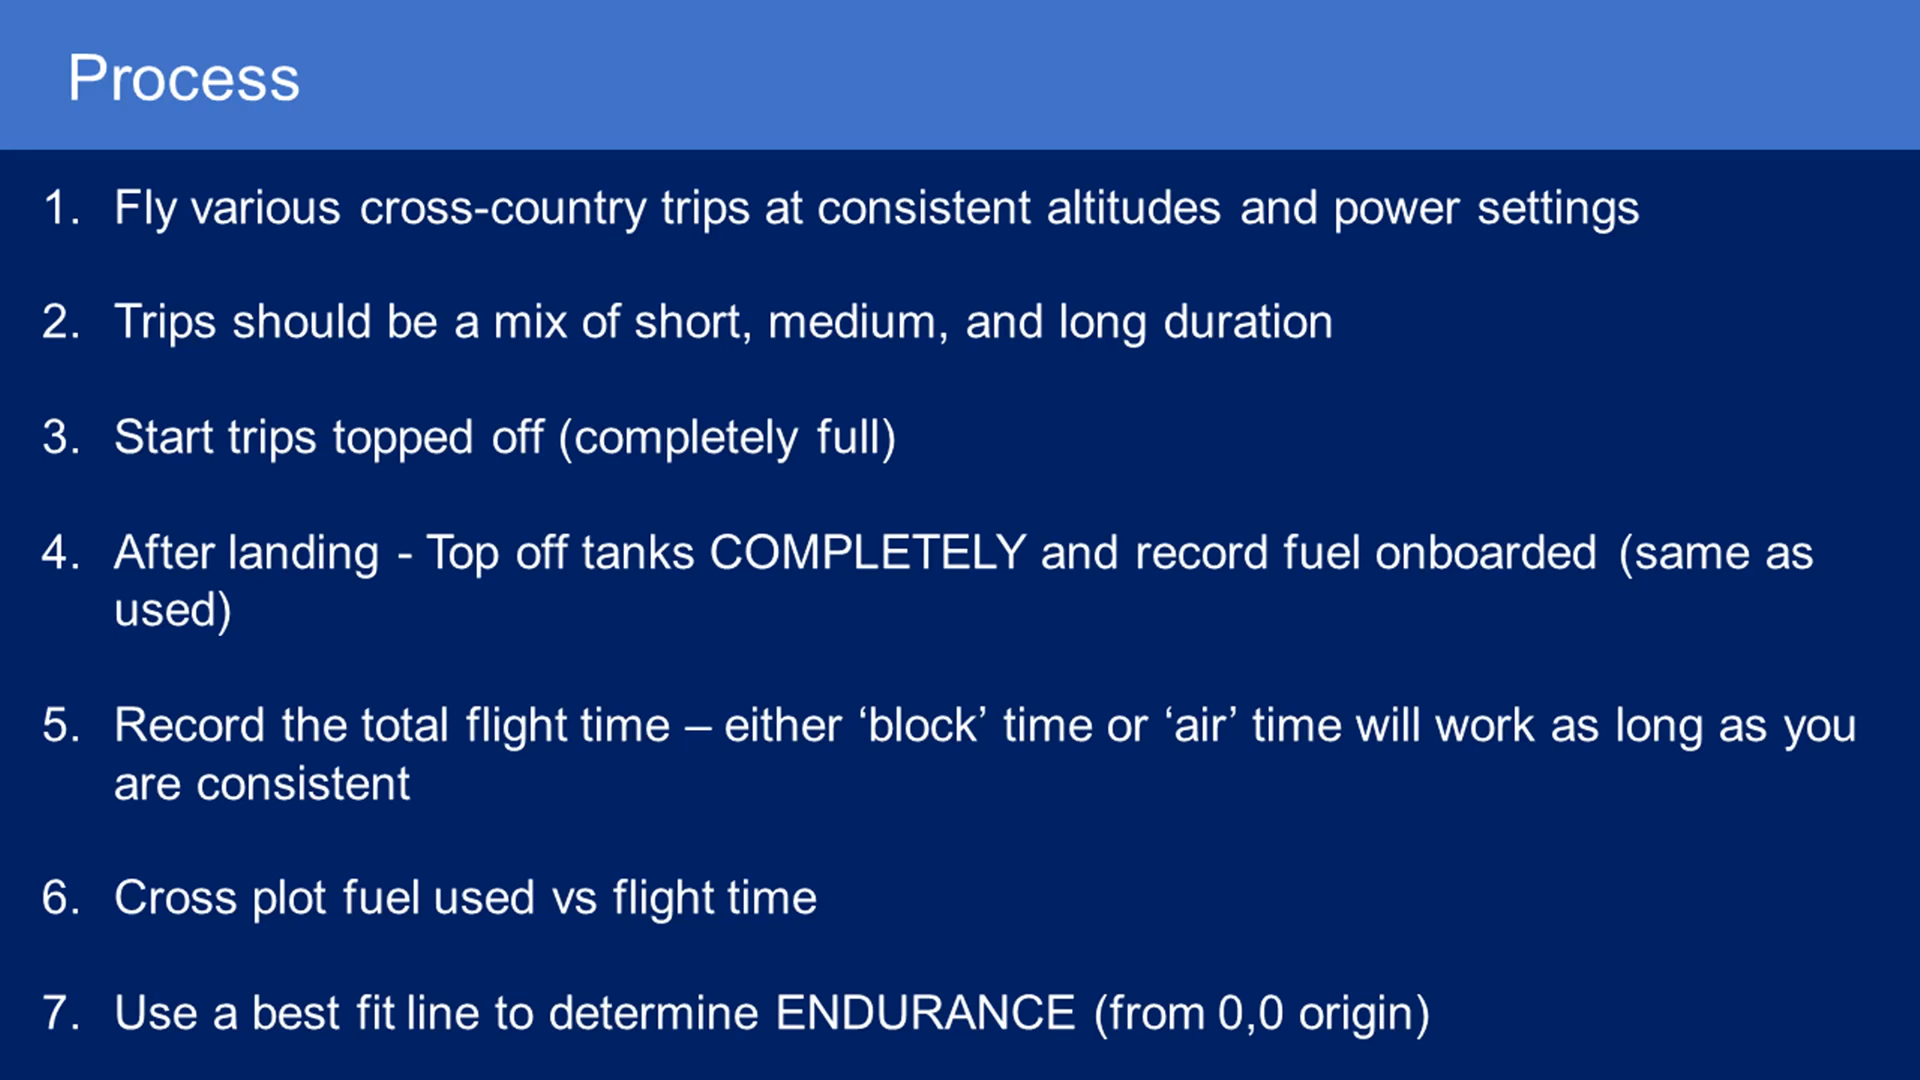 Process
1. Fly various cross-country trips at consistent altitudes and power settings
2. Trips should be a mix of short, medium, and long duration
3. Start trips topped off (completely full)
4. After landing - Top off tanks COMPLETELY and record fuel onboarded (same as
used)
5. Record the total flight time – either ‘block’ time or ‘air’ time will work as long as you
are consistent
6. Cross plot fuel used vs flight time
7. Use a best fit line to determine ENDURANCE (from 0,0 origin)